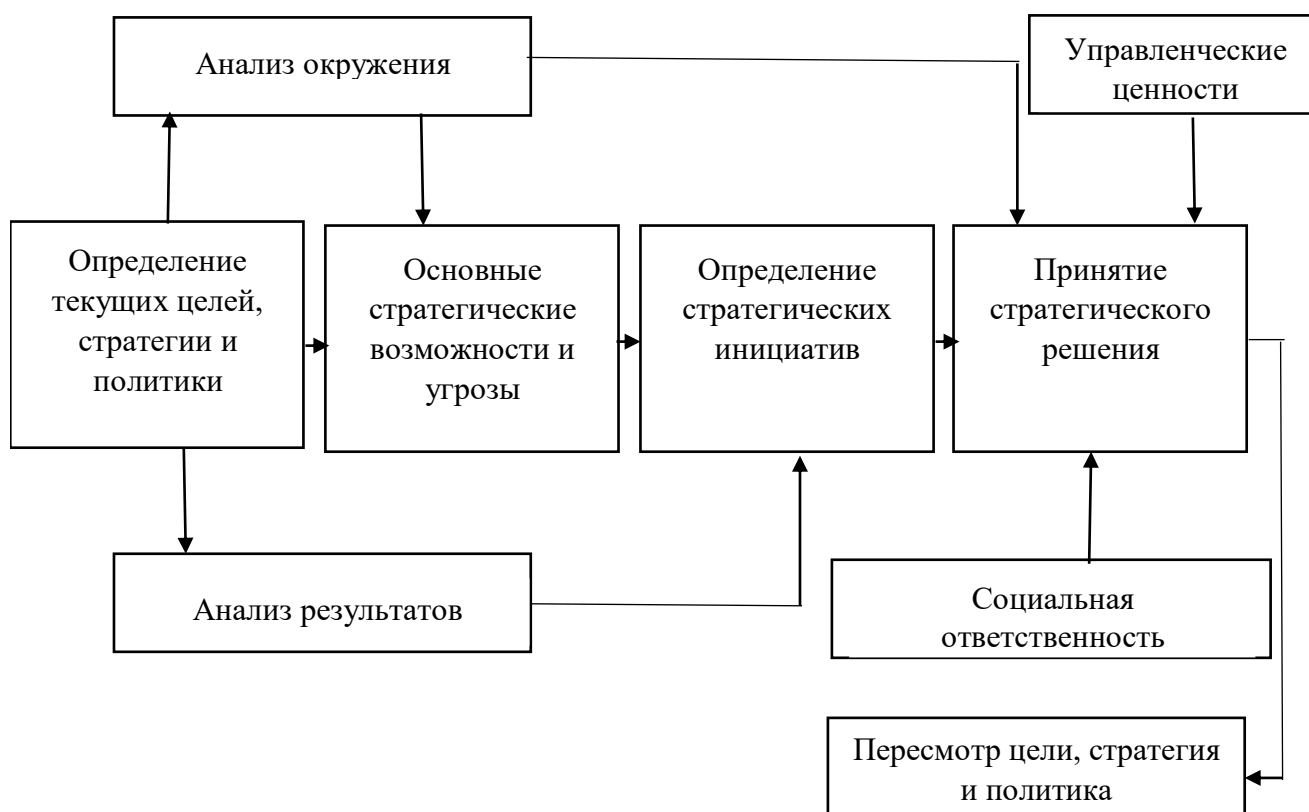 Анализ окружения
Управленческие
ценности
Определение
текущих целей,
стратегии и
политики
Основные
стратегические
возможности и
угрозы
Определение
стратегических
инициатив
Принятие
стратегического
решения
Анализ результатов
Социальная
ответственность
Пересмотр цели, стратегия
и политика